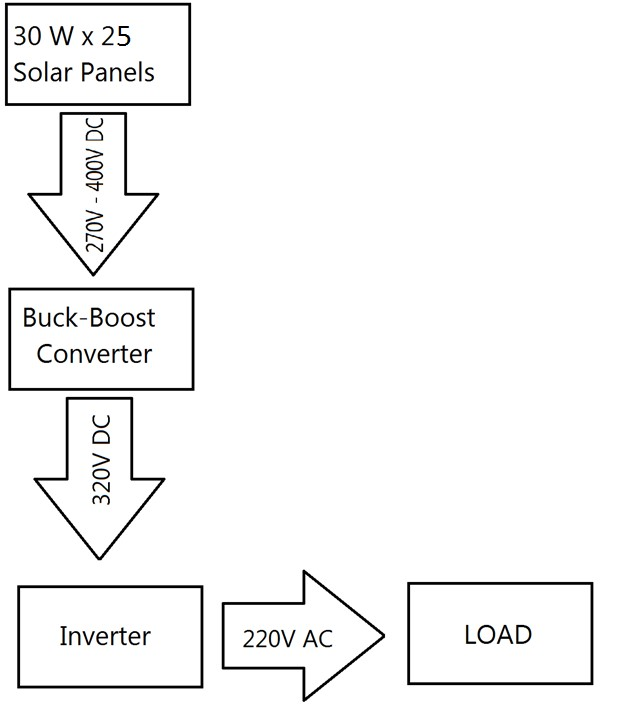 30 W x 25
Solar Panels
270V - 400V DC
Buck-Boost
Converter
320V DC
Inverter
220V AC
LOAD